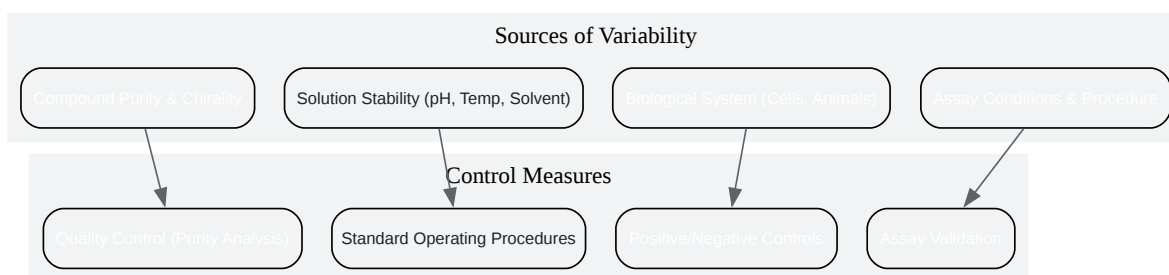 Sources of Variability
Compound Purity & Chirality
Solution Stability (pH, Temp, Solvent)
Biological System (Cells, Animals)
Assay Conditions & Procedure
Control Measures
Quality Control (Purity Analysis)
Standard Operating Procedures
Positive/Negative Controls
Assay Validation